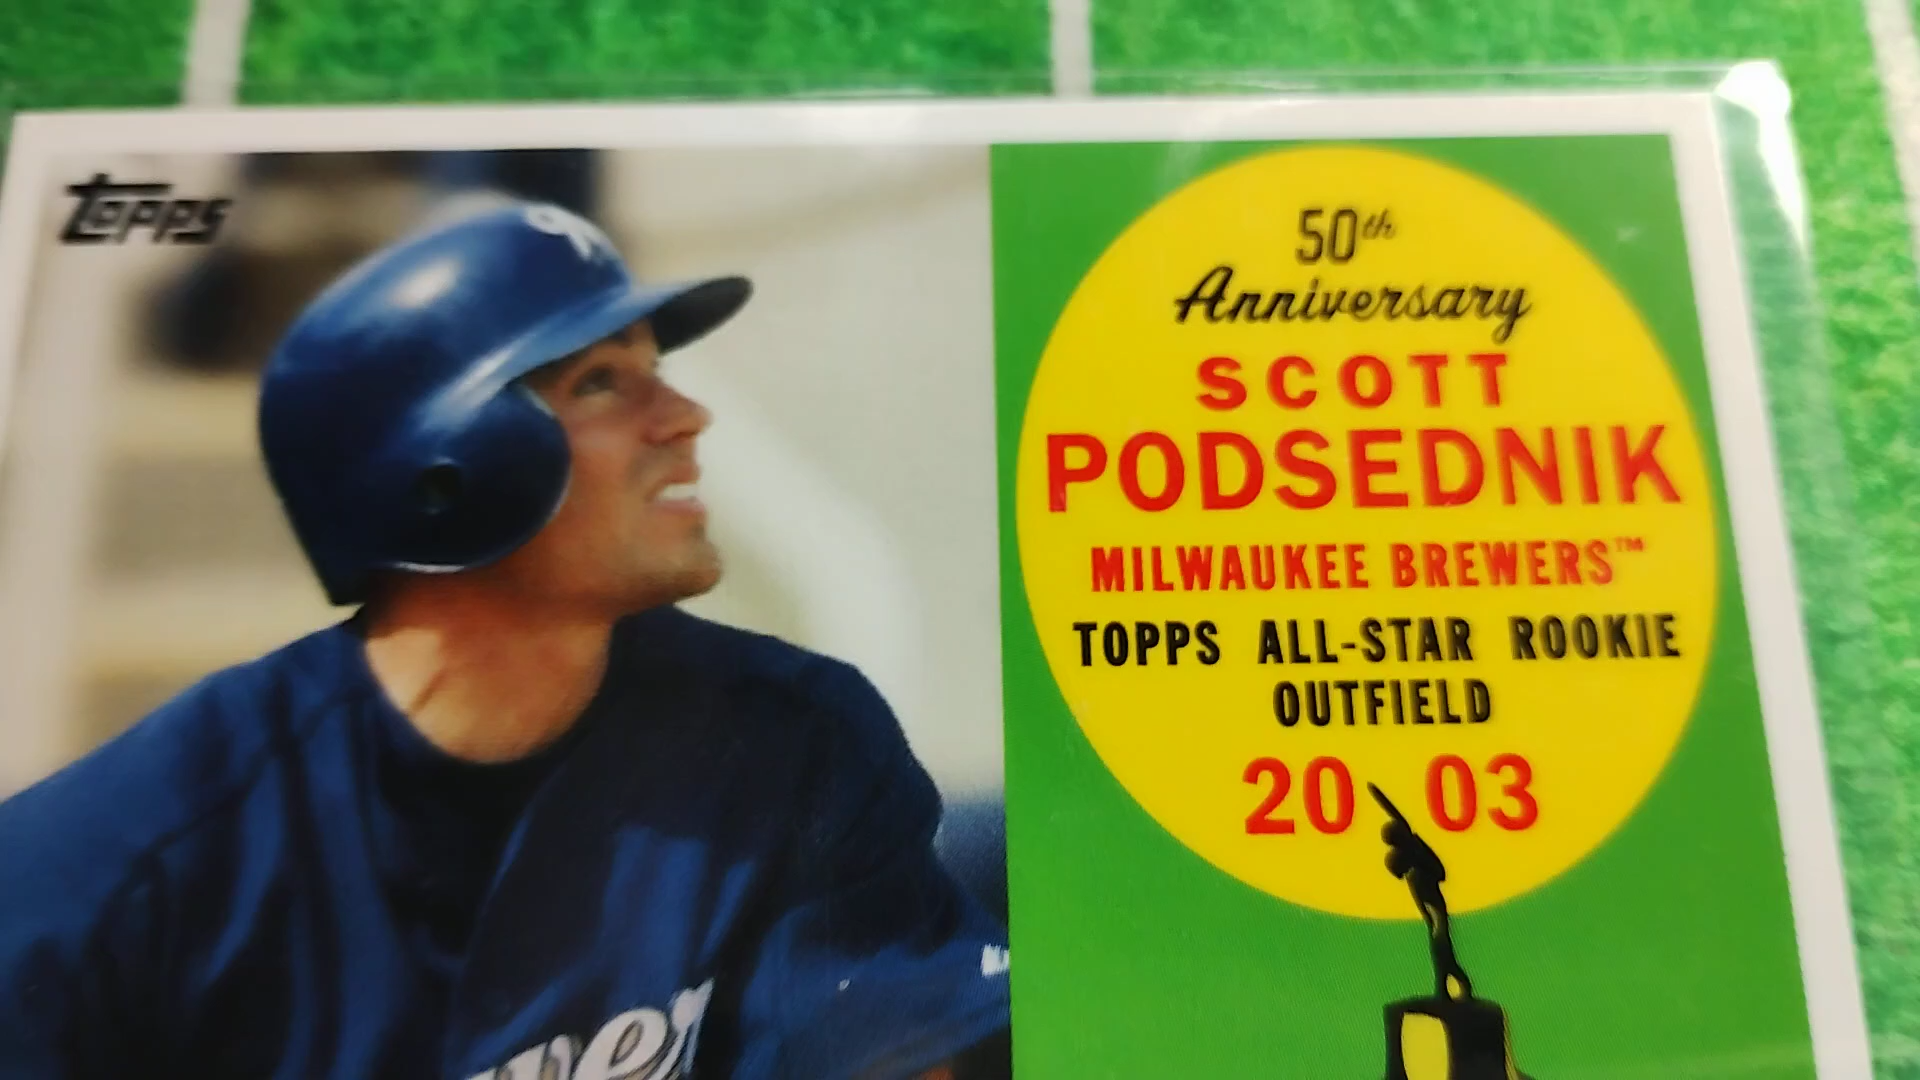 Topps
50th
Anniversary
SCOTT
PODSEDNIK
MILWAUKEE BREWERS™
TOPPS ALL-STAR ROOKIE
OUTFIELD
20 03